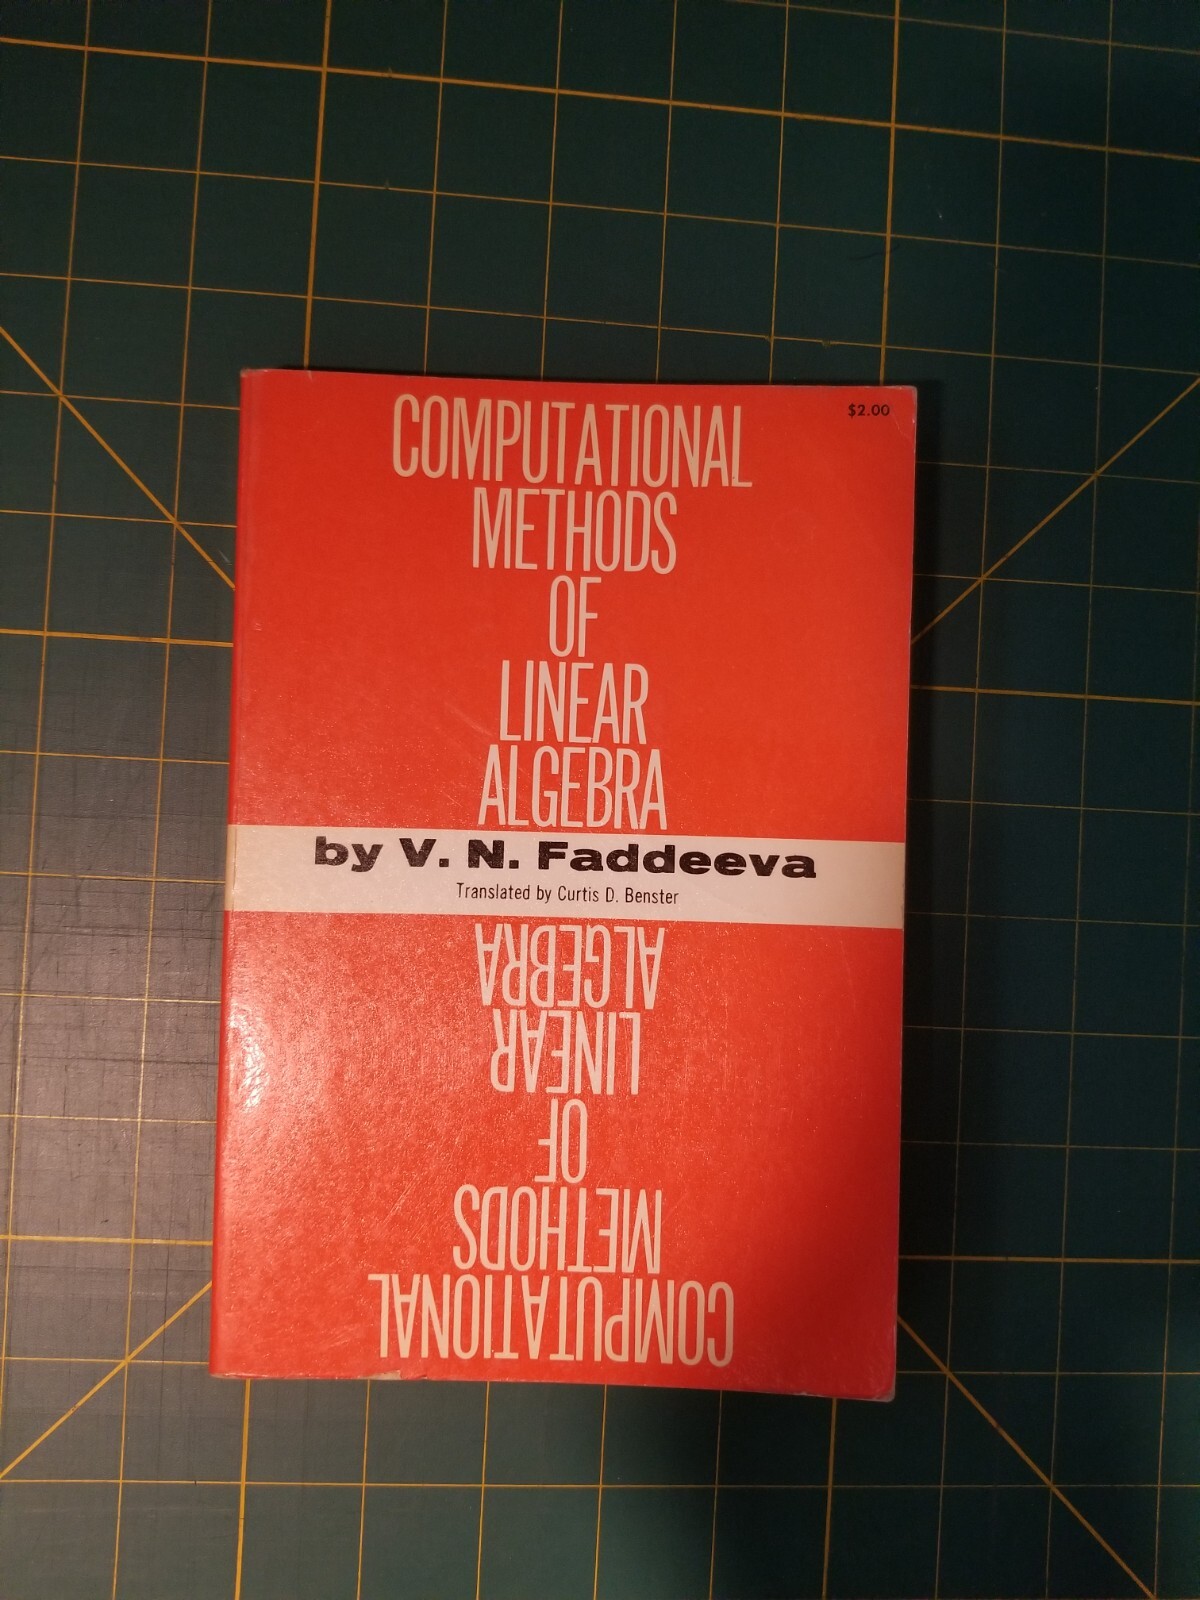 $2.00
COMPUTATIONAL
METHODS
OF
LINEAR
ALGEBRA
by V. N. Faddeeva
Translated by Curtis D. Benster
ALGEBRA
LINEAR
OF
METHODS
COMPUTATIONAL